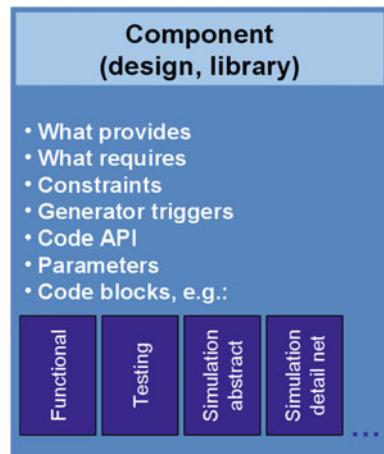 Component
(design, library)
• What provides
• What requires
• Constraints
• Generator triggers
• Code API
• Parameters
• Code blocks, e.g.:
Functional
Testing
Simulation
abstract
Simulation
detail net
...